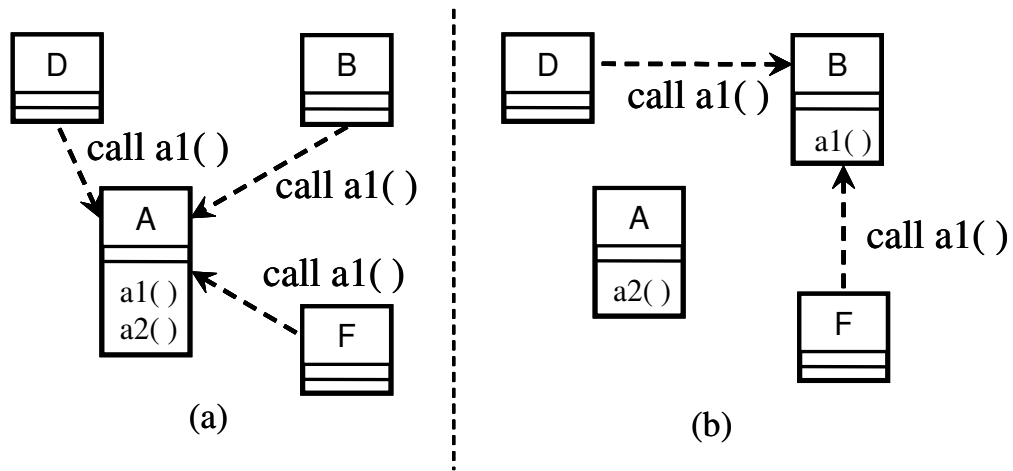 D
B
call a1( )
call a1( )
A
a1( )
a2( )
call a1( )
F
(a)
D
B
call a1( )
a1( )
A
a2( )
call a1( )
F
(b)